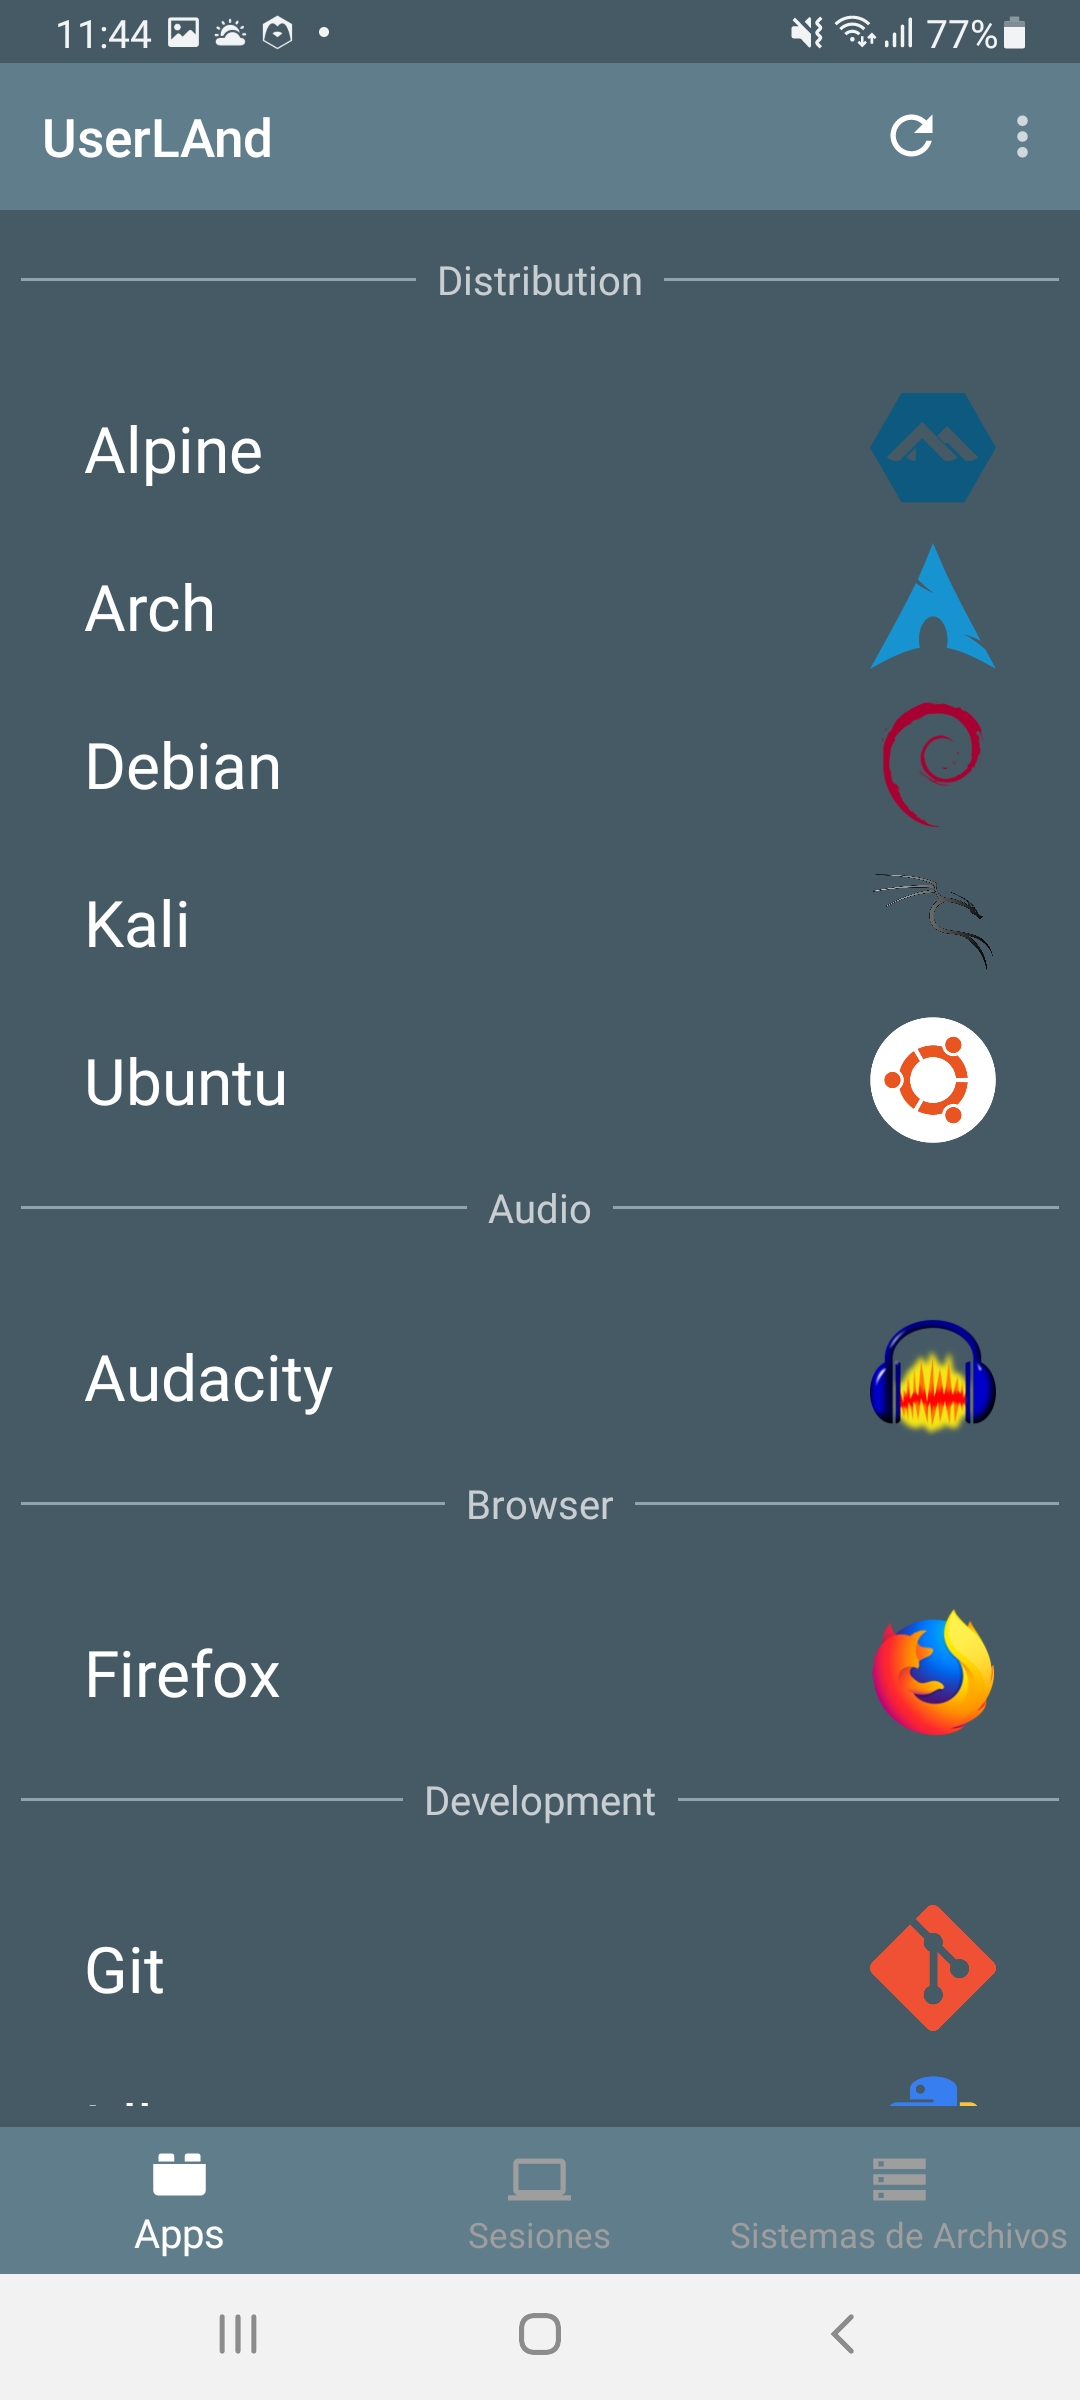 11:44
77%
UserLAnd
Distribution
Alpine
Arch
Debian
Kali
Ubuntu
Audio
Audacity
Browser
Firefox
Development
Git
Apps
Sesiones
Sistemas de Archivos